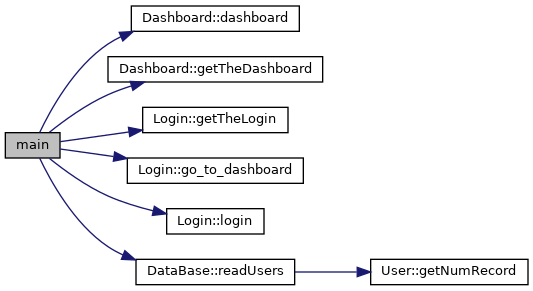 Dashboard::dashboard
Dashboard::getTheDashboard
Login::getTheLogin
main
Login::go_to_dashboard
Login::login
DataBase::readUsers
User::getNumRecord